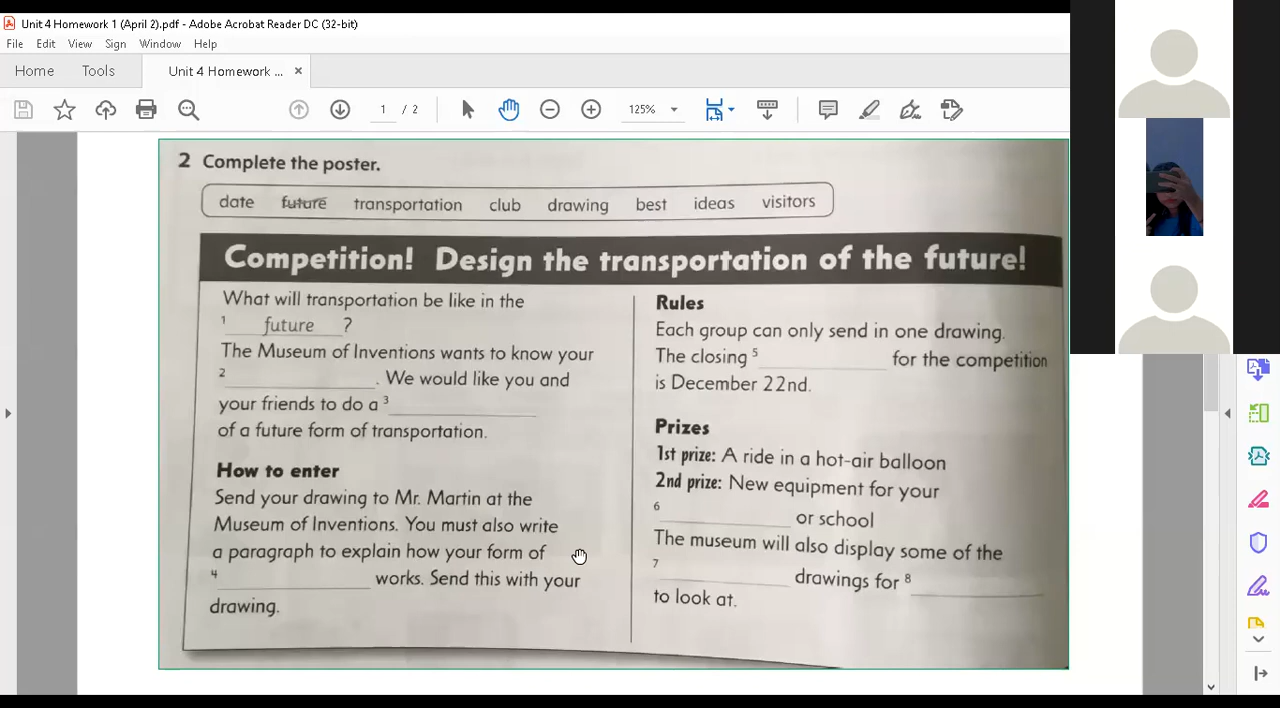 Unit 4 Homework 1 (April 2).pdf - Adobe Acrobat Reader DC (32-bit)
File Edit View Sign Window Help
Home Tools Unit 4 Homework ... ×
1 / 2 125%
2 Complete the poster.
date future transportation club drawing best ideas visitors
Competition! Design the transportation of the future!
What will transportation be like in the
1 future ?
The Museum of Inventions wants to know your
2 ____________. We would like you and
your friends to do a 3 ____________
of a future form of transportation.
How to enter
Send your drawing to Mr. Martin at the
Museum of Inventions. You must also write
a paragraph to explain how your form of
4 ____________ works. Send this with your
drawing.
Rules
Each group can only send in one drawing.
The closing 5 ____________ for the competition
is December 22nd.
Prizes
1st prize: A ride in a hot-air balloon
2nd prize: New equipment for your
6 ____________ or school
The museum will also display some of the
7 ____________ drawings for 8 ____________
to look at.